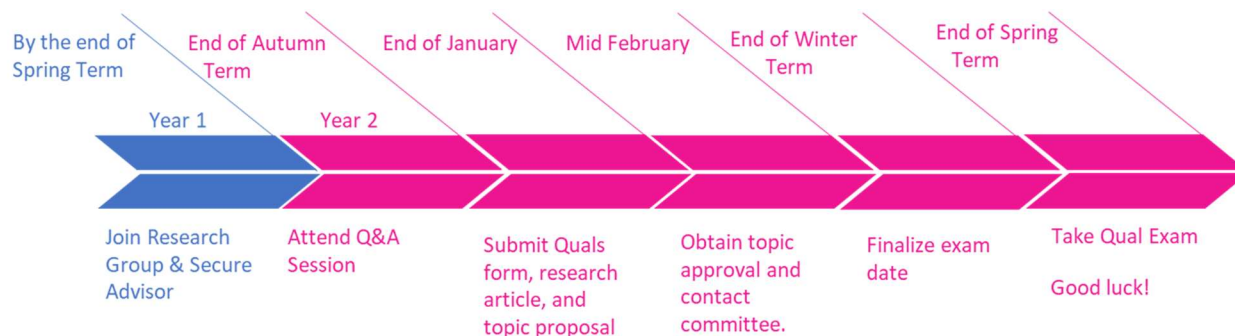 By the end of
Spring Term
End of Autumn
Term
End of January
Mid February
End of Winter
Term
End of Spring
Term
Year 1
Year 2
Join Research
Group & Secure
Advisor
Attend Q&A
Session
Submit Quals
form, research
article, and
topic proposal
Obtain topic
approval and
contact
committee.
Finalize exam
date
Take Qual Exam
Good luck!